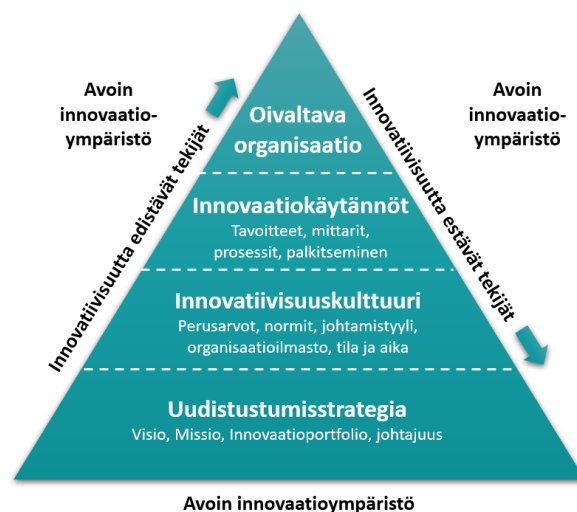 Avoin
innovaatio-
ympäristö
Avoin
innovaatio-
ympäristö
Innovatiivisuutta edistävät tekijät
Innovatiivisuutta estävät tekijät
Oivaltava
organisaatio
Innovaatiokäytännöt
Tavoitteet, mittarit,
prosessit, palkitseminen
Innovatiivisuuskulttuuri
Perusarvot, normit, johtamistyyli,
organisaatioilmasto, tila ja aika
Uudistustumisstrategia
Visio, Missio, Innovaatioportfolio, johtajuus
Avoin innovaatioympäristö